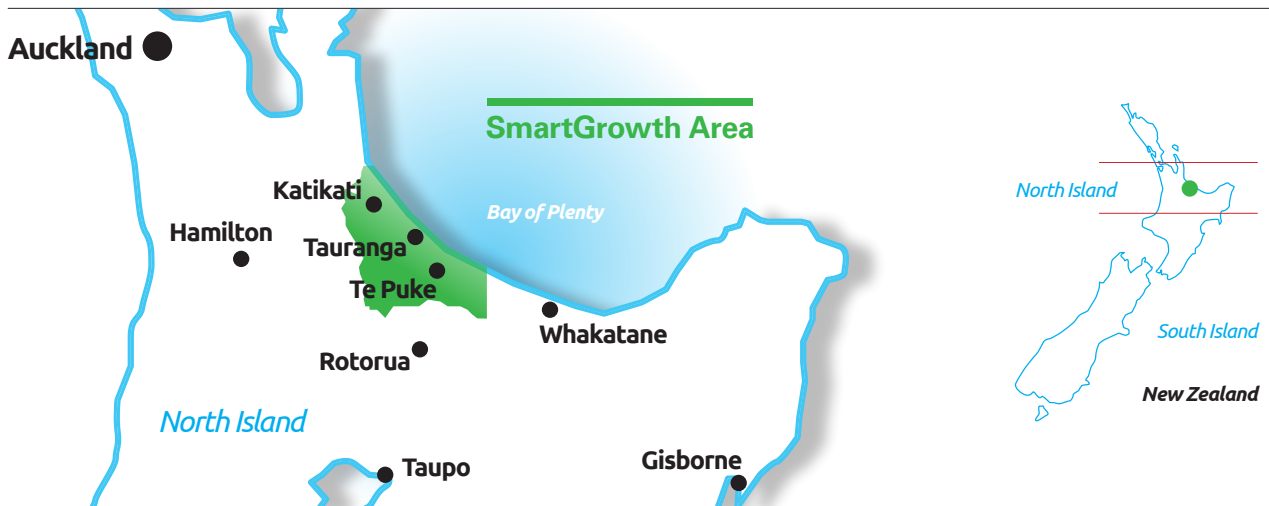 Auckland
SmartGrowth Area
Katikati
North Island
Bay of Plenty
Hamilton
Tauranga
Te Puke
Whakatane
South Island
Rotorua
New Zealand
North Island
Taupo
Gisborne